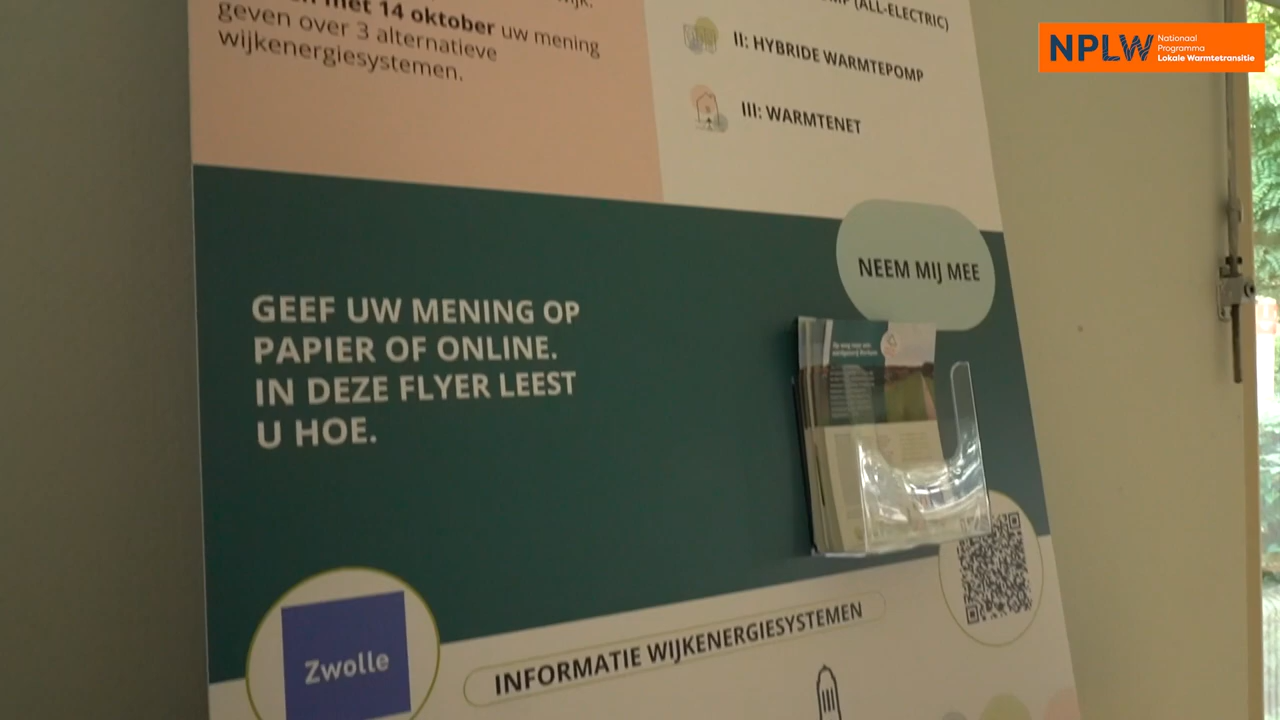 met 14 oktober uw mening
geven over 3 alternatieve
wijkenergiesystemen.
(ALL-ELECTRIC)
II: HYBRIDE WARMTEPOMP
III: WARMTENET
NPLW
Nationaal
Programma
Lokale Warmtetransitie
NEEM MIJ MEE
GEEF UW MENING OP
PAPIER OF ONLINE.
IN DEZE FLYER LEEST
U HOE.
Zwolle
INFORMATIE WIJKENERGIESYSTEMEN